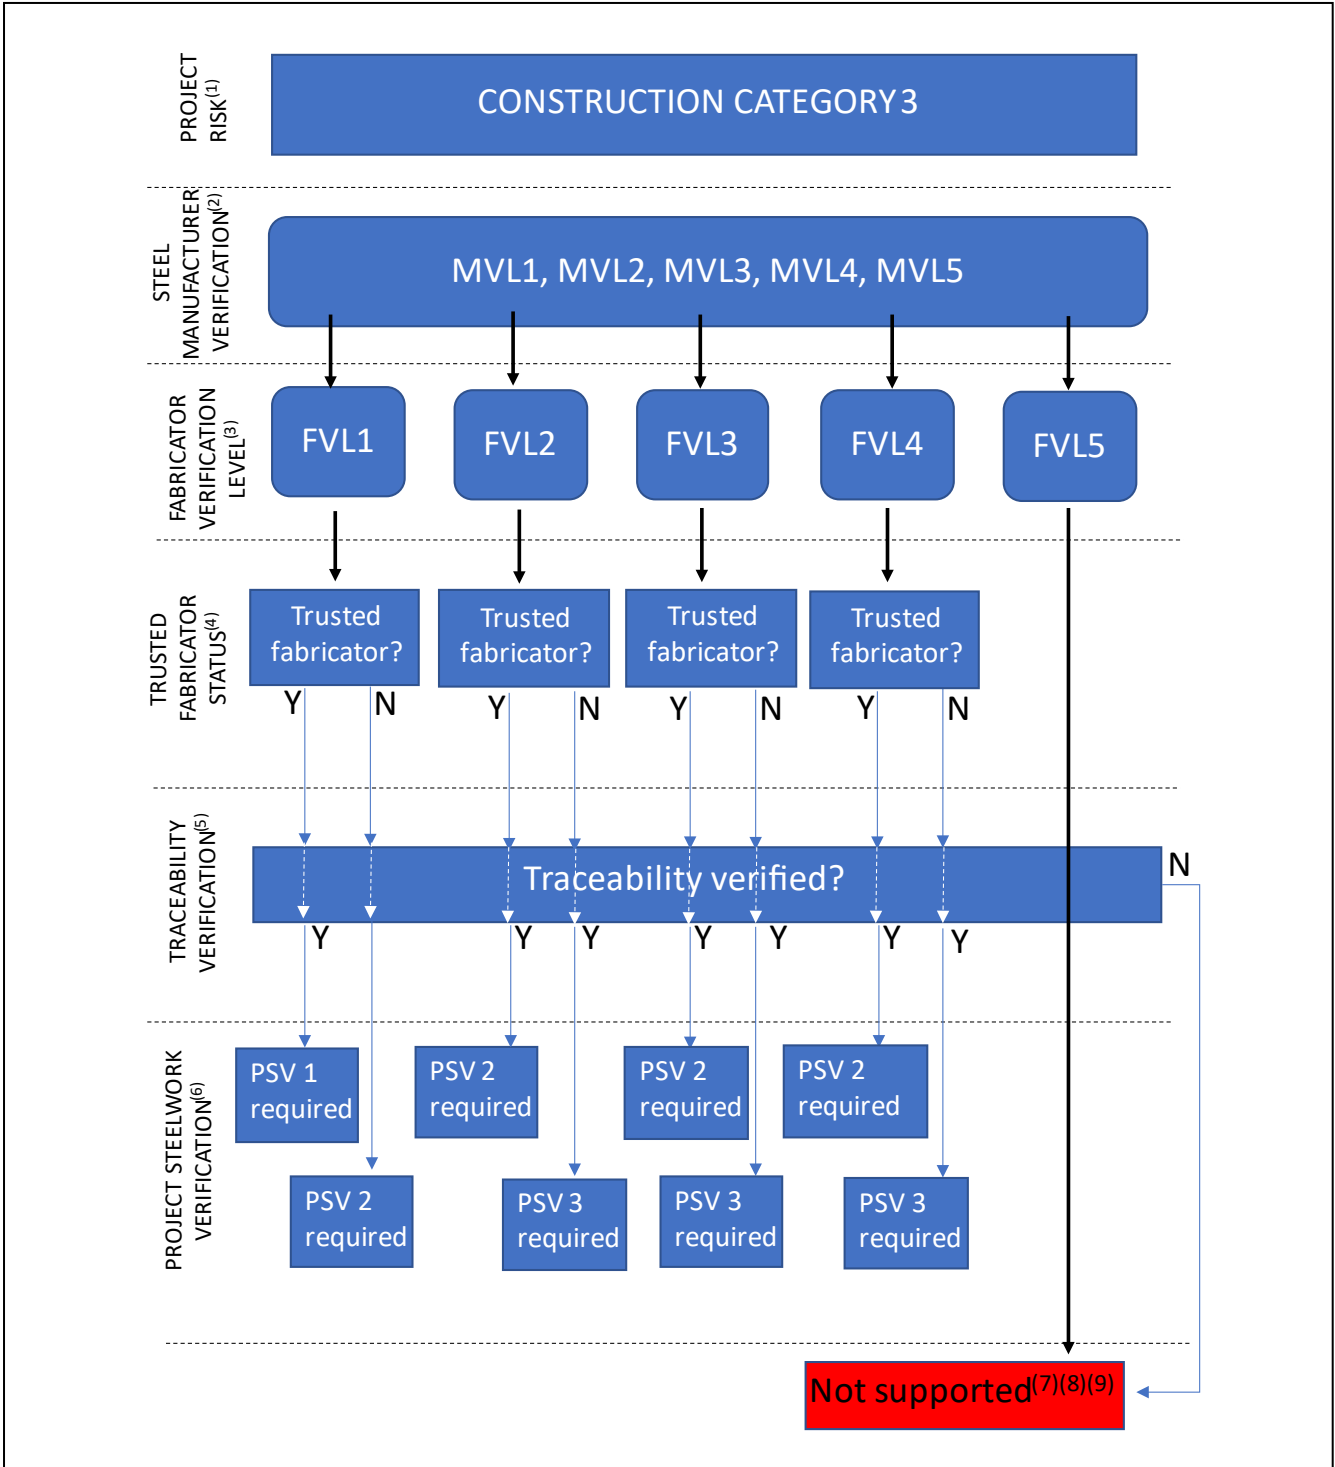 PROJECT
RISK(1)
CONSTRUCTION CATEGORY 3
STEEL
MANUFACTURER
VERIFICATION(2)
MVL1, MVL2, MVL3, MVL4, MVL5
FABRICATOR
VERIFICATION
LEVEL(3)
FVL1
FVL2
FVL3
FVL4
FVL5
TRUSTED
FABRICATOR
STATUS(4)
Trusted
fabricator?
Trusted
fabricator?
Trusted
fabricator?
Trusted
fabricator?
Y
N
Y
N
Y
N
Y
N
TRACEABILITY
VERIFICATION(5)
Traceability verified?
N
Y
Y
Y
Y
Y
Y
Y
PROJECT STEELWORK
VERIFICATION(6)
PSV 1
required
PSV 2
required
PSV 2
required
PSV 2
required
PSV 2
required
PSV 3
required
PSV 3
required
PSV 3
required
Not supported(7)(8)(9)